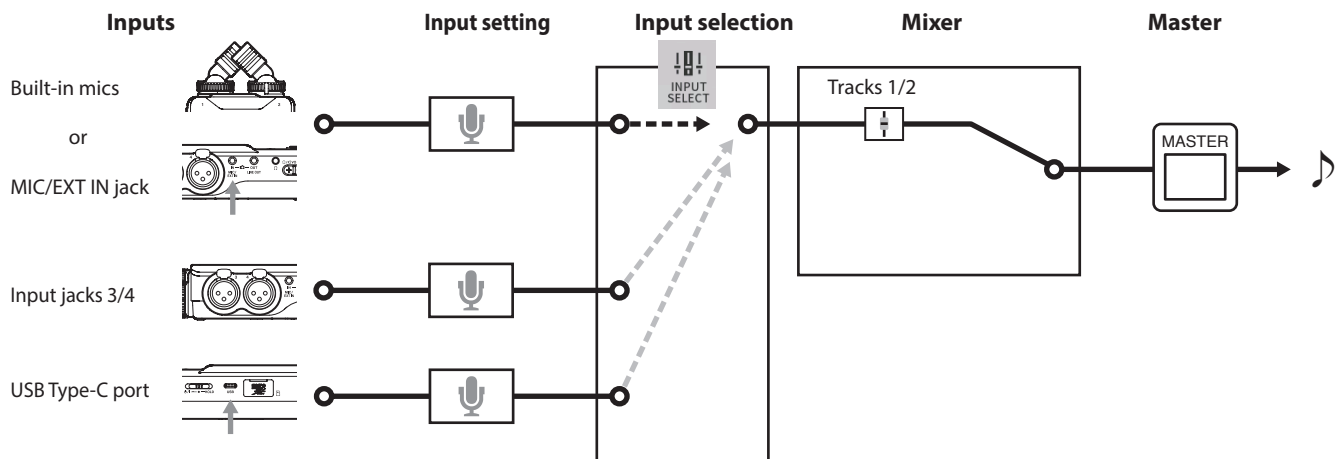 Inputs
Input setting
Input selection
Mixer
Master
Built-in mics
or
MIC/EXT IN jack
INPUT
SELECT
Tracks 1/2
MASTER
Input jacks 3/4
USB Type-C port